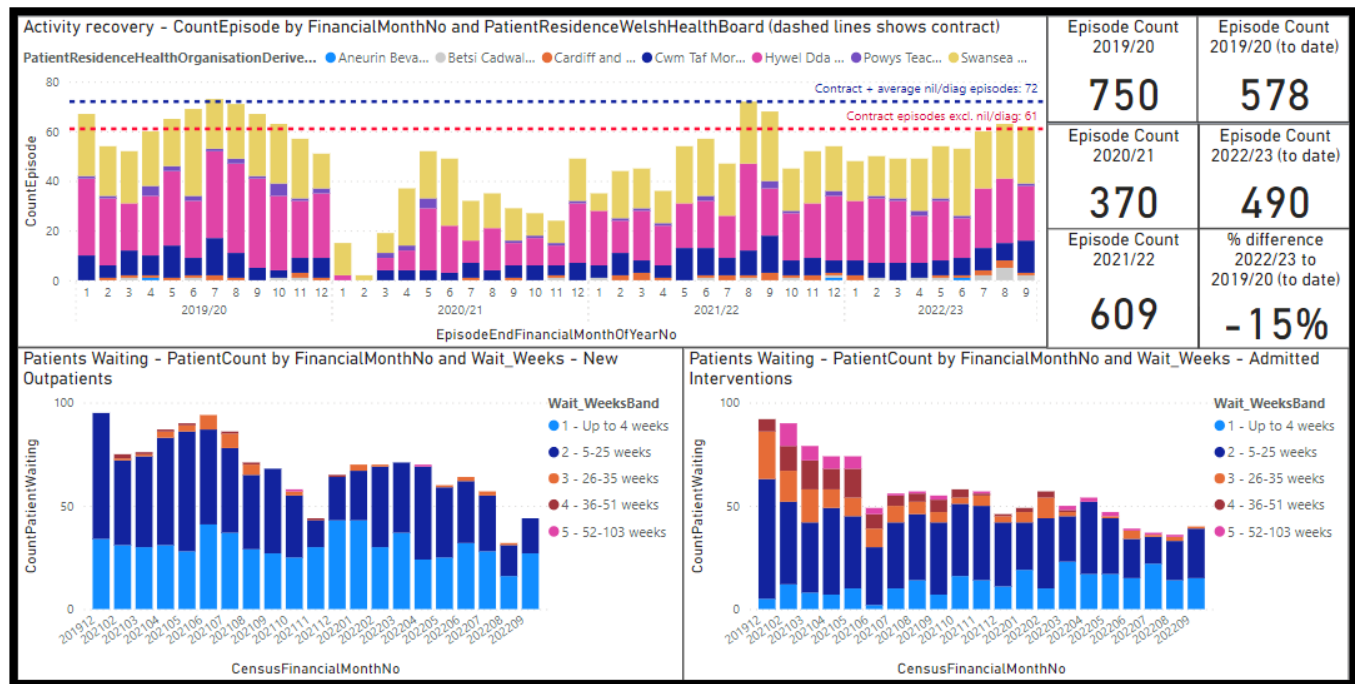 Activity recovery - CountEpisode by FinancialMonthNo and PatientResidenceWelshHealthBoard (dashed lines shows contract)
PatientResidenceHealthOrganisationDerive... Aneurin Beva... Betsi Cadwal... Cardiff and ... Cwm Taf Mor... Hywel Dda ... Powys Teac... Swansea ...
80
60
40
20
0
CountEpisode
Contract + average nil/diag episodes: 72
Contract episodes excl. nil/diag: 61
1 2 3 4 5 6 7 8 9 10 11 12 1 2 3 4 5 6 7 8 9 10 11 12 1 2 3 4 5 6 7 8 9 10 11 12 1 2 3 4 5 6 7 8 9
2019/20 2020/21 2021/22 2022/23
EpisodeEndFinancialMonthOfYearNo
Episode Count
2019/20
750
Episode Count
2019/20 (to date)
578
Episode Count
2020/21
370
Episode Count
2022/23 (to date)
490
Episode Count
2021/22
609
% difference
2022/23 to
2019/20 (to date)
-15%
Patients Waiting - PatientCount by FinancialMonthNo and Wait_Weeks - New
Outpatients
100
50
0
CountPatientWaiting
Wait_WeeksBand
1 - Up to 4 weeks
2 - 5-25 weeks
3 - 26-35 weeks
4 - 36-51 weeks
5 - 52-103 weeks
201912 202102 202103 202104 202105 202106 202107 202108 202109 202110 202111 202112 202201 202202 202203 202204 202205 202206 202207 202208 202209
CensusFinancialMonthNo
Patients Waiting - PatientCount by FinancialMonthNo and Wait_Weeks - Admitted
Interventions
100
50
0
CountPatientWaiting
Wait_WeeksBand
1 - Up to 4 weeks
2 - 5-25 weeks
3 - 26-35 weeks
4 - 36-51 weeks
5 - 52-103 weeks
201912 202102 202103 202104 202105 202106 202107 202108 202109 202110 202111 202112 202201 202202 202203 202204 202205 202206 202207 202208 202209
CensusFinancialMonthNo